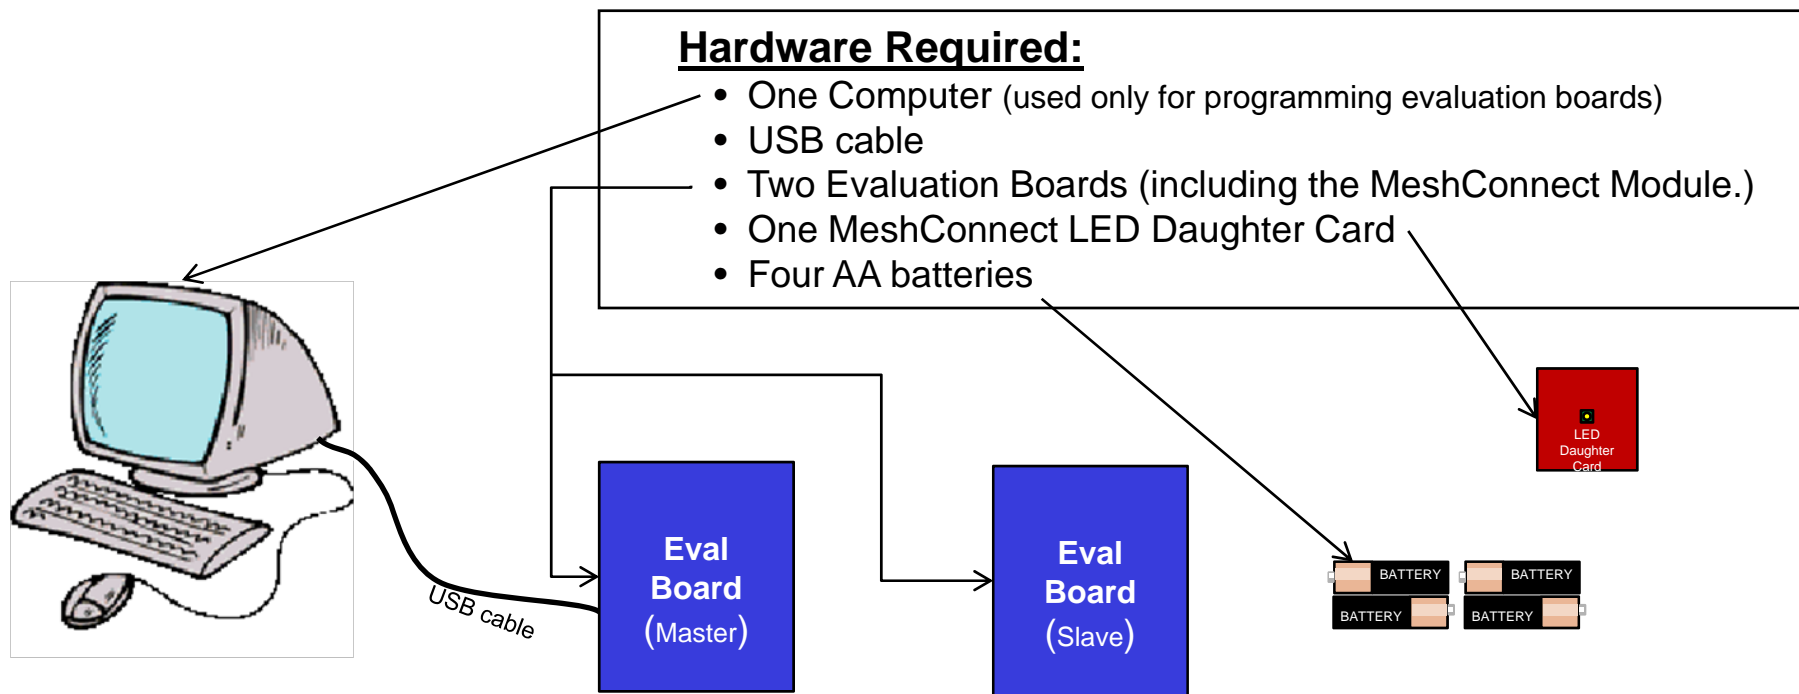 Hardware Required:
• One Computer (used only for programming evaluation boards)
• USB cable
• Two Evaluation Boards (including the MeshConnect Module.)
• One MeshConnect LED Daughter Card
• Four AA batteries
LED
Daughter
Card
Eval
Board
(Master)
Eval
Board
(Slave)
USB cable
BATTERY
BATTERY
BATTERY
BATTERY